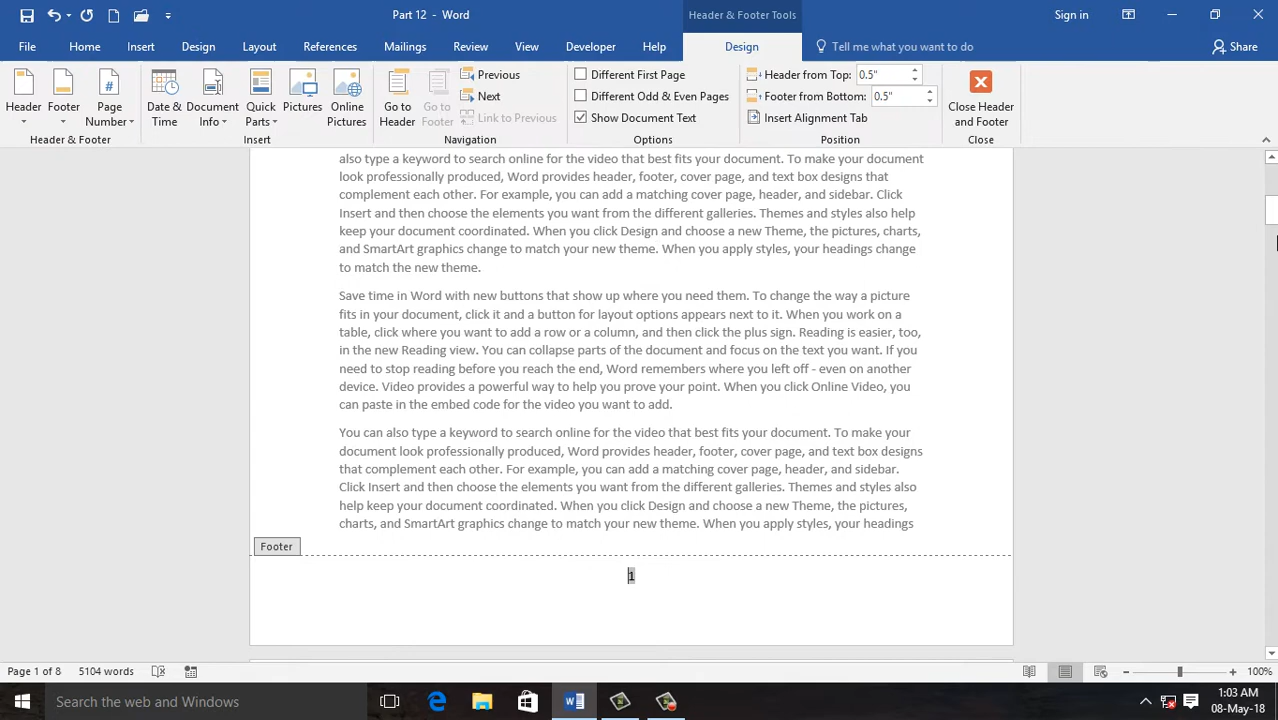 Part 12 - Word
Header & Footer Tools
Sign in
File Home Insert Design Layout References Mailings Review View Developer Help Design Tell me what you want to do Share
Header Footer Page Number
Header & Footer
Date & Time Document Info Quick Parts Pictures Online Pictures
Insert
Go to Header Go to Footer Previous Next Link to Previous
Navigation
Different First Page
Different Odd & Even Pages
Show Document Text
Options
Header from Top: 0.5"
Footer from Bottom: 0.5"
Insert Alignment Tab
Position
Close Header and Footer
Close
also type a keyword to search online for the video that best fits your document. To make your document
look professionally produced, Word provides header, footer, cover page, and text box designs that
complement each other. For example, you can add a matching cover page, header, and sidebar. Click
Insert and then choose the elements you want from the different galleries. Themes and styles also help
keep your document coordinated. When you click Design and choose a new Theme, the pictures, charts,
and SmartArt graphics change to match your new theme. When you apply styles, your headings change
to match the new theme.
Save time in Word with new buttons that show up where you need them. To change the way a picture
fits in your document, click it and a button for layout options appears next to it. When you work on a
table, click where you want to add a row or a column, and then click the plus sign. Reading is easier, too,
in the new Reading view. You can collapse parts of the document and focus on the text you want. If you
need to stop reading before you reach the end, Word remembers where you left off - even on another
device. Video provides a powerful way to help you prove your point. When you click Online Video, you
can paste in the embed code for the video you want to add.
You can also type a keyword to search online for the video that best fits your document. To make your
document look professionally produced, Word provides header, footer, cover page, and text box designs
that complement each other. For example, you can add a matching cover page, header, and sidebar.
Click Insert and then choose the elements you want from the different galleries. Themes and styles also
help keep your document coordinated. When you click Design and choose a new Theme, the pictures,
charts, and SmartArt graphics change to match your new theme. When you apply styles, your headings
Footer
1
Page 1 of 8 5104 words 100%
Search the web and Windows
1:03 AM
08-May-18